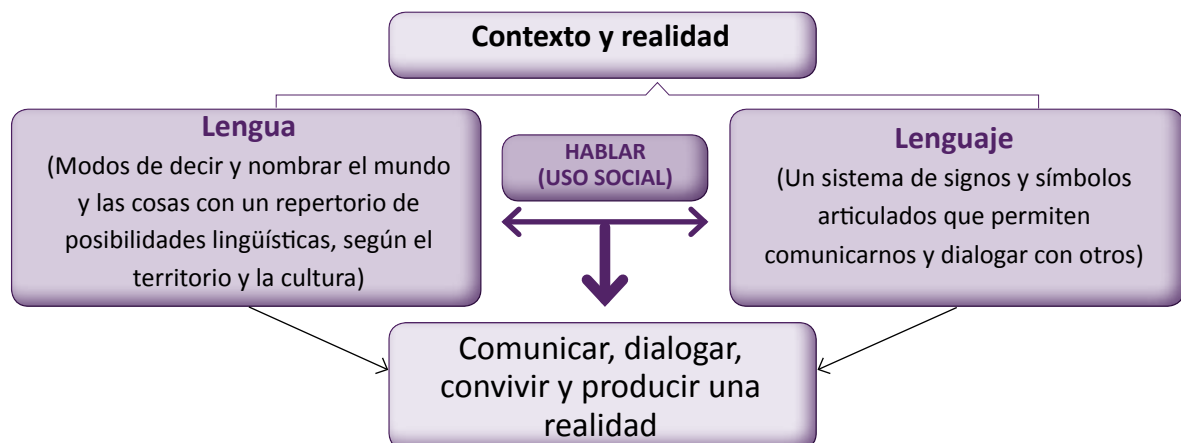 Contexto y realidad
Lengua
(Modos de decir y nombrar el mundo
y las cosas con un repertorio de
posibilidades lingüísticas, según el
territorio y la cultura)
HABLAR
(USO SOCIAL)
Lenguaje
(Un sistema de signos y símbolos
articulados que permiten
comunicarnos y dialogar con otros)
Comunicar, dialogar,
convivir y producir una
realidad